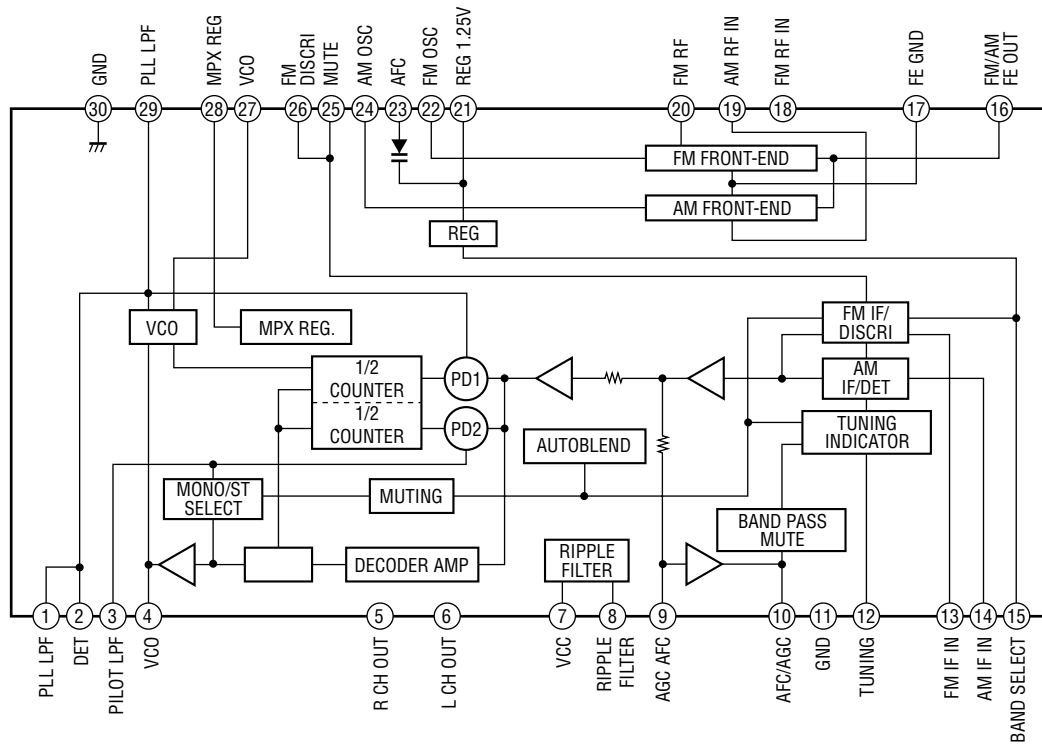 GND
PLL LPF
MPX REG
VCO
FM
DISCRI
MUTE
AM OSC
AFC
FM OSC
REG 1.25V
FM RF
AM RF IN
FM RF IN
FE GND
FM/AM
FE OUT
30
29
28
27
26
25
24
23
22
21
20
19
18
17
16
FM FRONT-END
AM FRONT-END
REG
VCO
MPX REG.
FM IF/
DISCRI
1/2
COUNTER
PD1
AM
IF/DET
1/2
COUNTER
PD2
TUNING
INDICATOR
AUTOBLEND
MONO/ST
SELECT
MUTING
BAND PASS
MUTE
DECODER AMP
RIPPLE
FILTER
1
2
3
4
5
6
7
8
9
10
11
12
13
14
15
PLL LPF
DET
PILOT LPF
VCO
R CH OUT
L CH OUT
VCC
RIPPLE
FILTER
AGC AFC
AFC/AGC
GND
TUNING
FM IF IN
AM IF IN
BAND SELECT